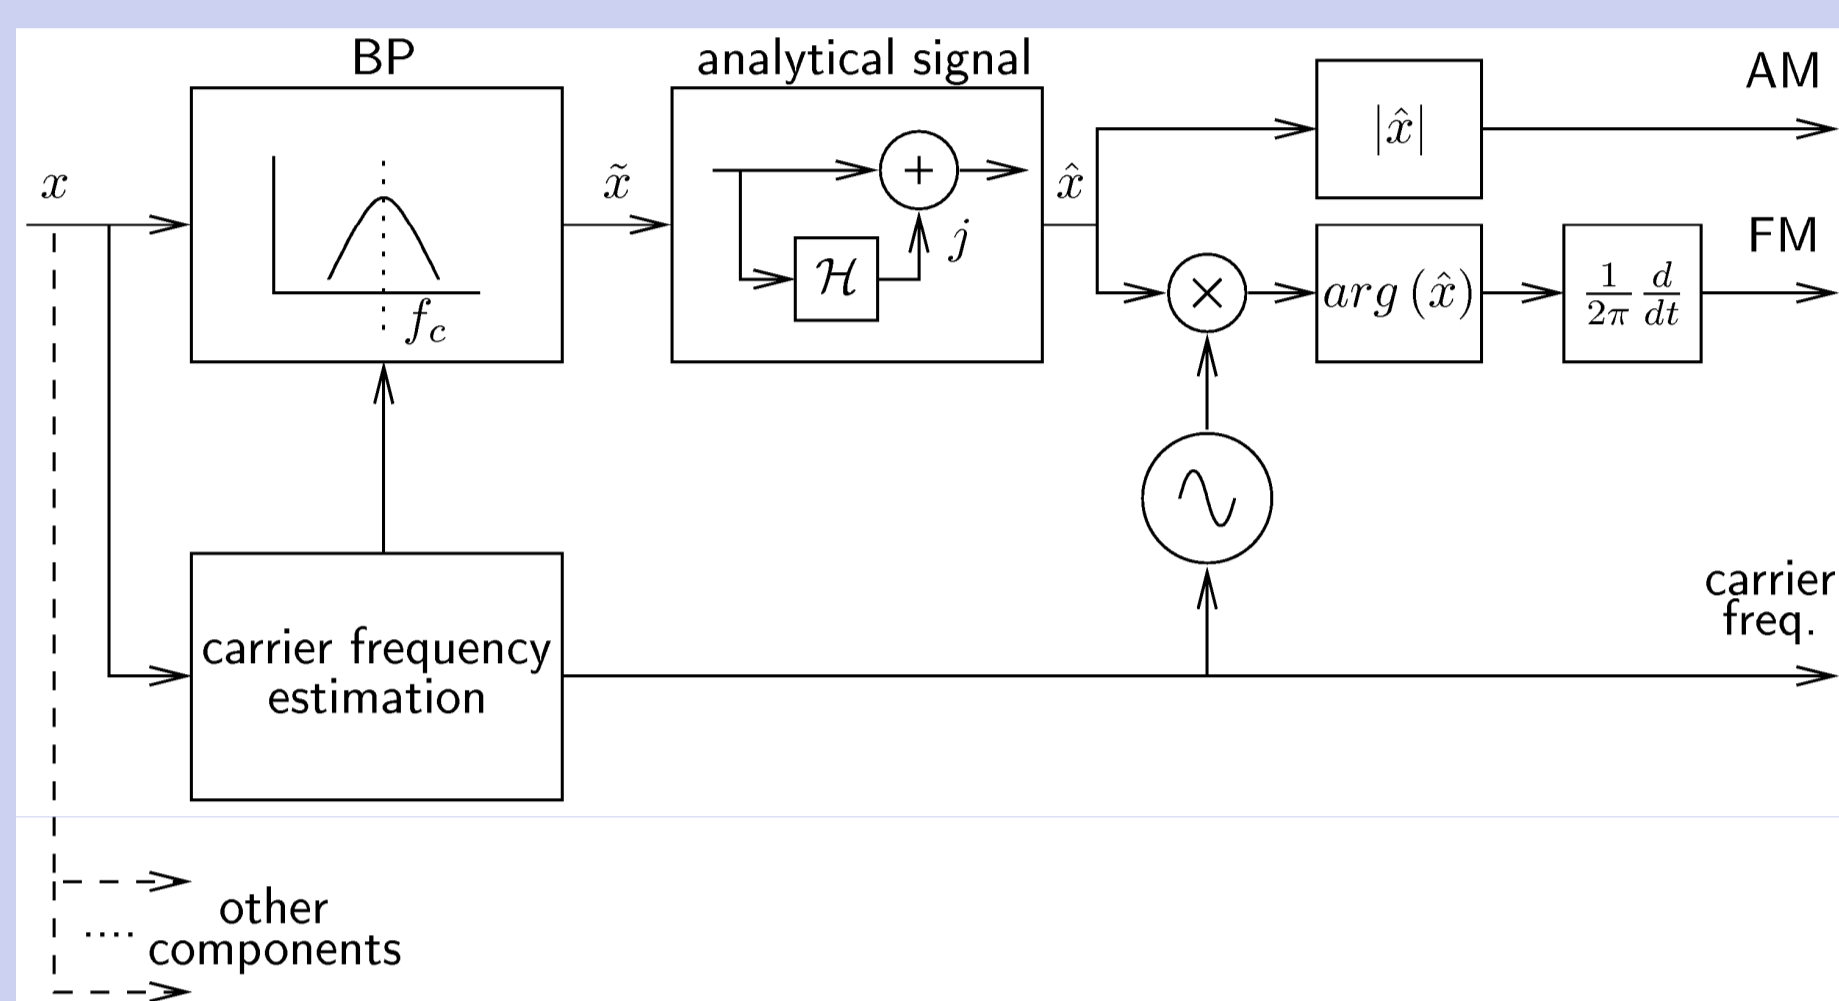 BP
analytical signal
AM
x
x̃
+
x̂
|x̂|
j
FM
ℋ
×
arg (x̂)
1/2π d/dt
f_c
carrier
freq.
carrier frequency
estimation
other
....
components